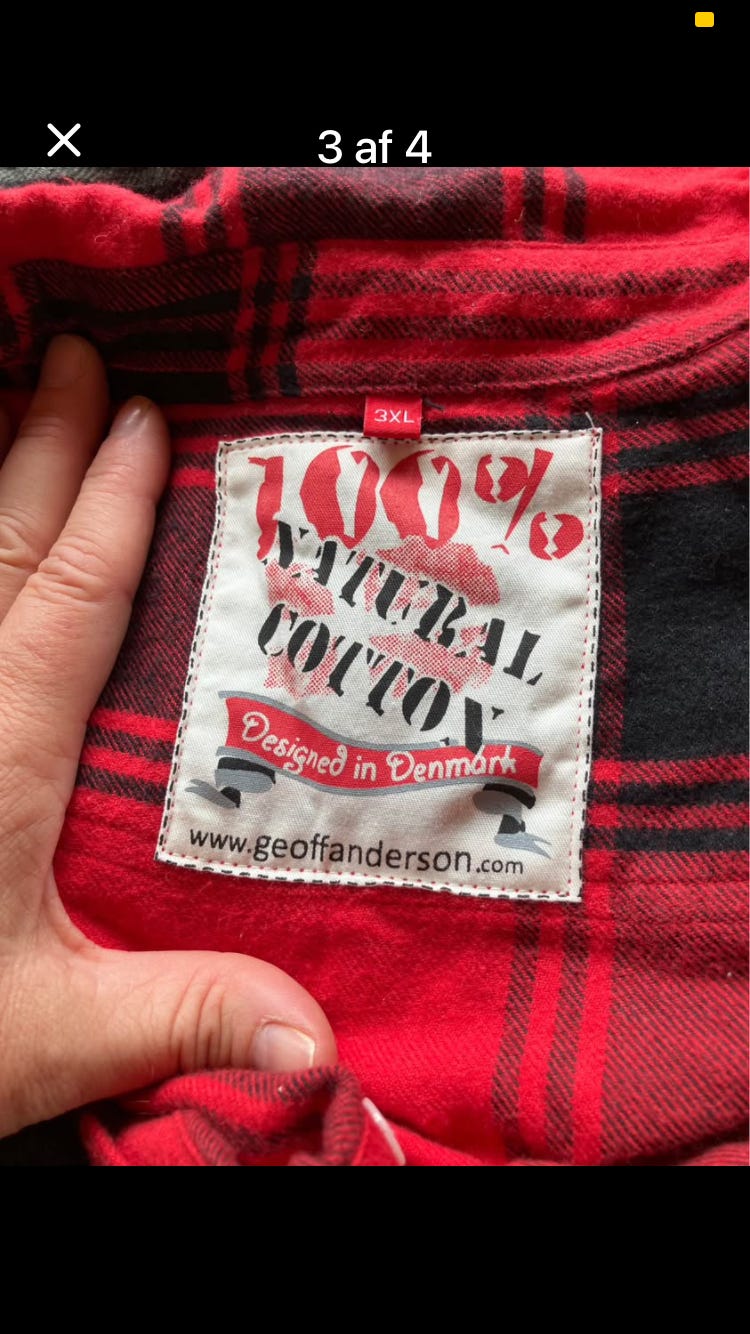 3 af 4
3XL
100%
NATURAL
COTTON
Designed in Denmark
www.geoffanderson.com